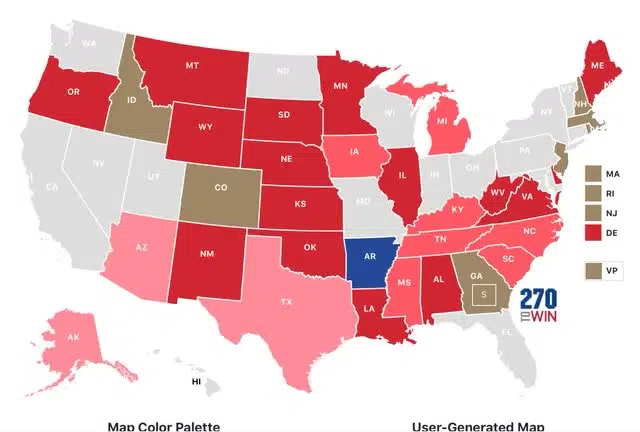 WA
MT
ND
MN
ME
OR
ID
SD
WI
MI
VT
NH
NY
WY
NE
IA
PA
NV
UT
CO
IL
IN
OH
CA
KS
MO
WV
VA
KY
AZ
NM
OK
AR
TN
NC
SC
TX
LA
MS
AL
GA
S
FL
AK
HI
MA
RI
NJ
DE
VP
270
TO WIN
Map Color Palette
User-Generated Map